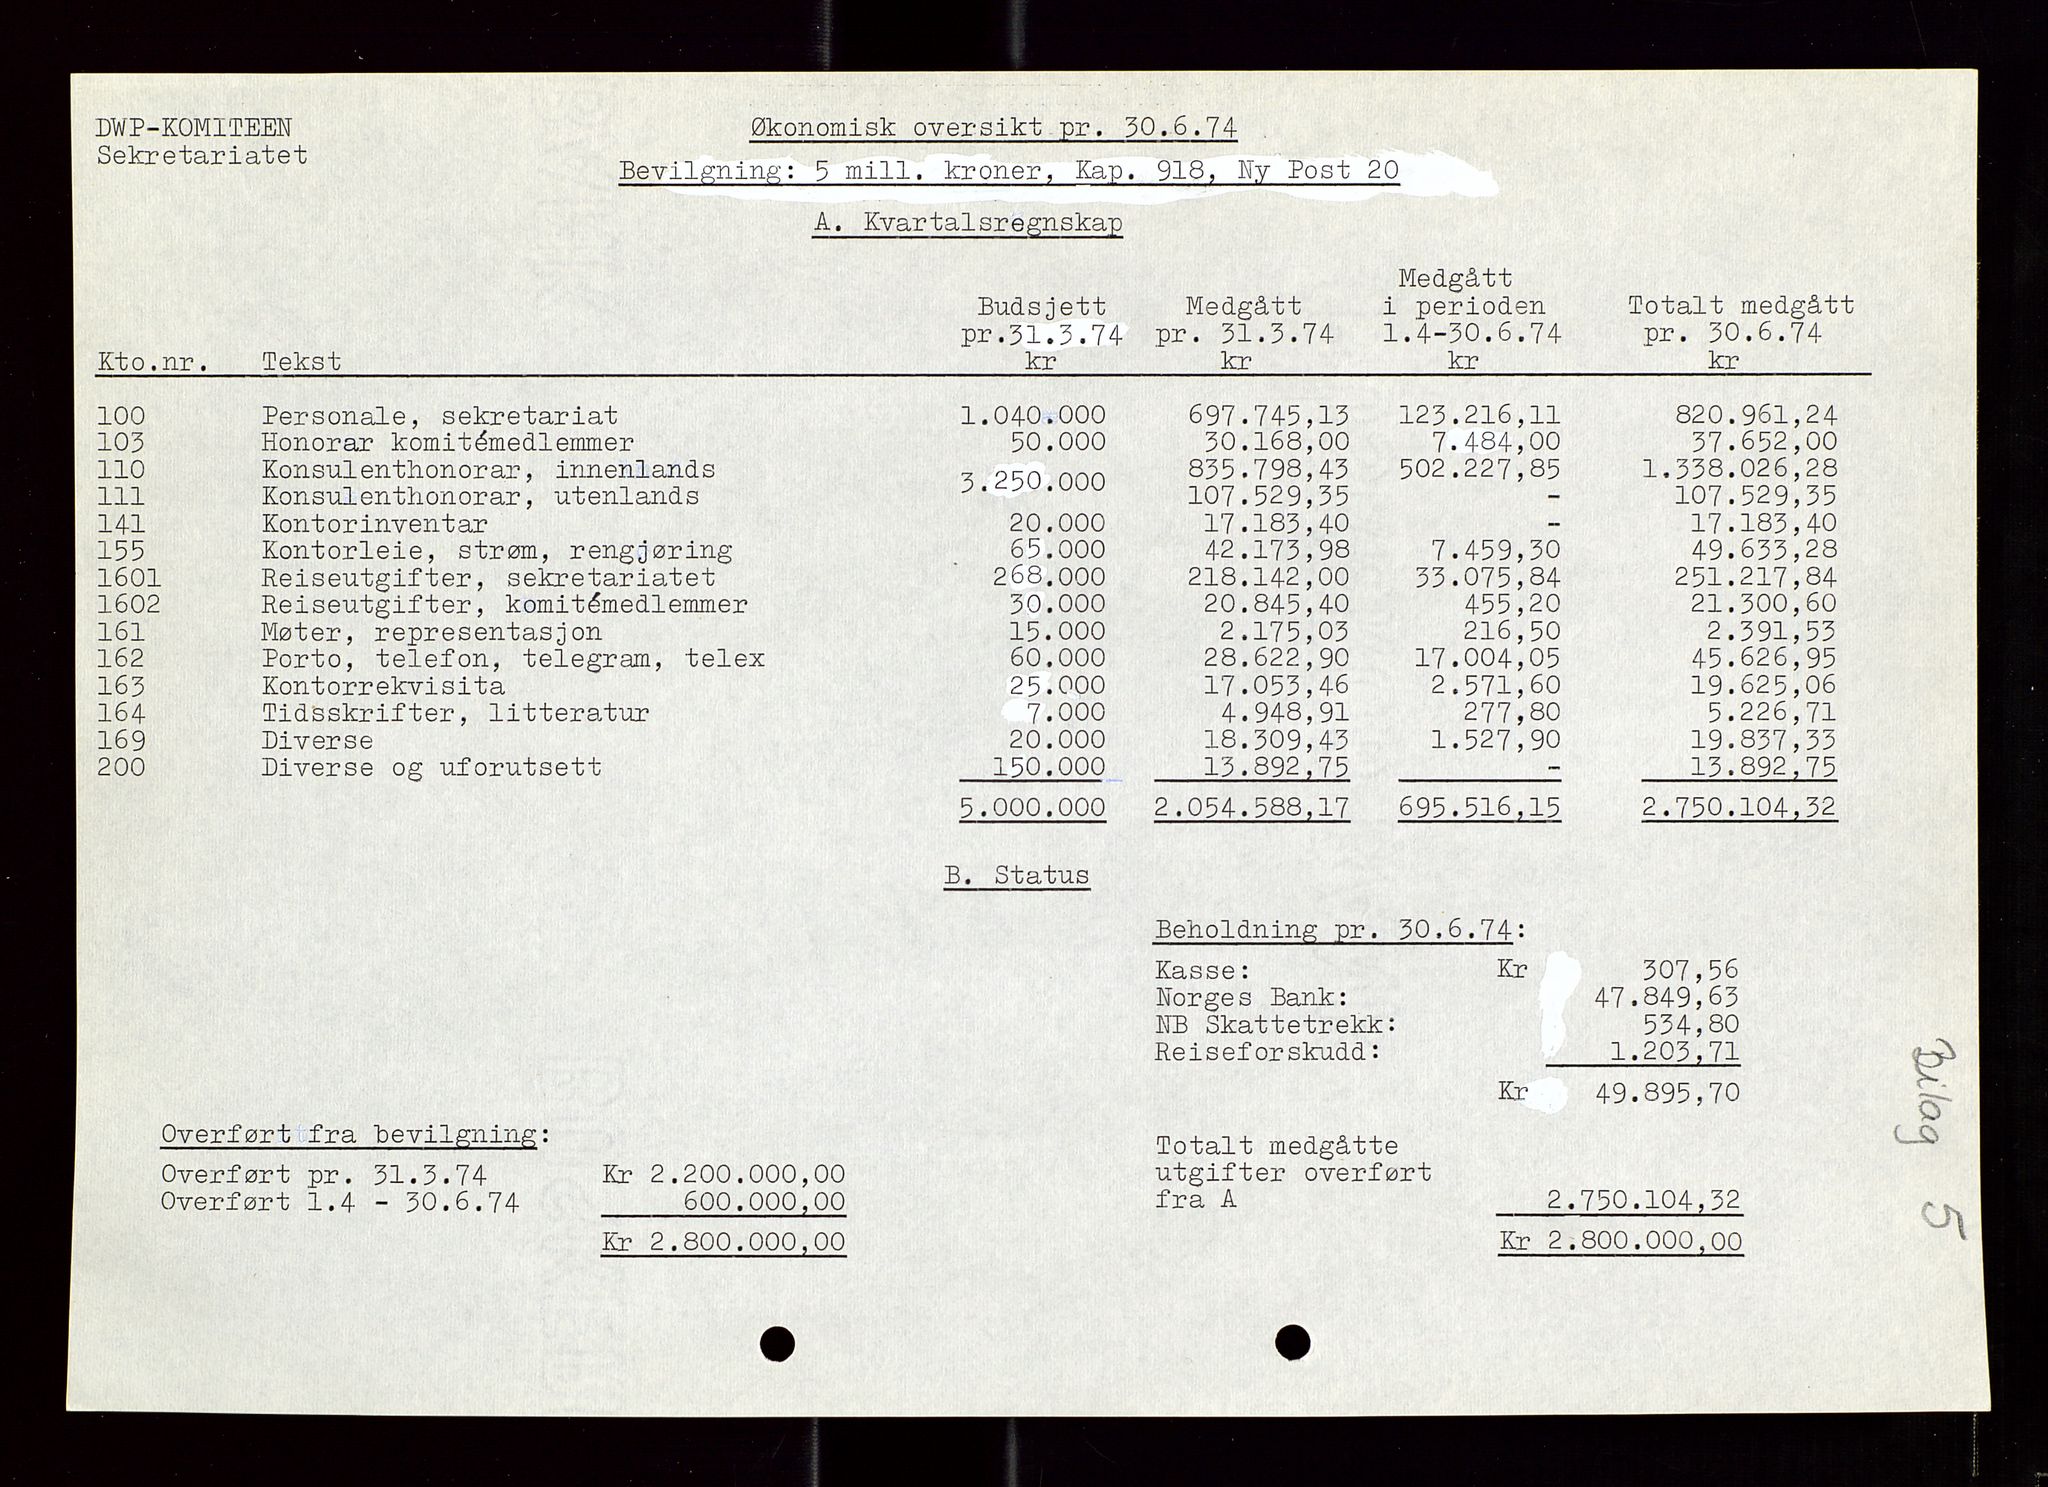 DWP-KOMITEEN
Sekretariatet
Økonomisk oversikt pr. 30.6.74
Bevilgning: 5 mill. kroner, Kap. 918, Ny Post 20
A. Kvartalsregnskap
Medgått
Budsjett Medgått i perioden Totalt medgått
pr.31.3.74 pr. 31.3.74 1.4-30.6.74 pr. 30.6.74
Kto.nr. Tekst kr kr kr kr
100 Personale, sekretariat 1.040.000 697.745,13 123.216,11 820.961,24
103 Honorar komitémedlemmer 50.000 30.168,00 7.484,00 37.652,00
110 Konsulenthonorar, innenlands 835.798,43 502.227,85 1.338.026,28
3.250.000
111 Konsulenthonorar, utenlands 107.529,35 - 107.529,35
141 Kontorinventar 20.000 17.183,40 - 17.183,40
155 Kontorleie, strøm, rengjøring 65.000 42.173,98 7.459,30 49.633,28
1601 Reiseutgifter, sekretariatet 268.000 218.142,00 33.075,84 251.217,84
1602 Reiseutgifter, komitémedlemmer 30.000 20.845,40 455,20 21.300,60
161 Møter, representasjon 15.000 2.175,03 216,50 2.391,53
162 Porto, telefon, telegram, telex 60.000 28.622,90 17.004,05 45.626,95
163 Kontorrekvisita 25.000 17.053,46 2.571,60 19.625,06
164 Tidsskrifter, litteratur 7.000 4.948,91 277,80 5.226,71
169 Diverse 20.000 18.309,43 1.527,90 19.837,33
200 Diverse og uforutsett 150.000 13.892,75 - 13.892,75
5.000.000 2.054.588,17 695.516,15 2.750.104,32
B. Status
Beholdning pr. 30.6.74:
Kasse: Kr 307,56
Norges Bank: 47.849,63
NB Skattetrekk: 534,80
Reiseforskudd: 1.203,71
Kr 49.895,70
Overført fra bevilgning:
Overført pr. 31.3.74 Kr 2.200.000,00
Overført 1.4 - 30.6.74 600.000,00
Kr 2.800.000,00
Totalt medgåtte
utgifter overført
fra A 2.750.104,32
Kr 2.800.000,00
Bilag 5